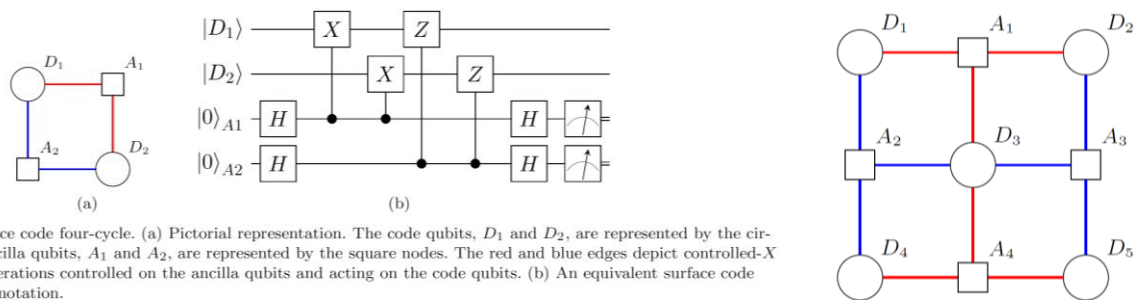 D₁ A₁
A₂ D₂
(a)
|D₁⟩ X Z
|D₂⟩ X Z
|0⟩A1 H H
|0⟩A2 H H
(b)
D₁ A₁ D₂
A₂ D₃ A₃
D₄ A₄ D₅
ce code four-cycle. (a) Pictorial representation. The code qubits, D₁ and D₂, are represented by the cir-
cilla qubits, A₁ and A₂, are represented by the square nodes. The red and blue edges depict controlled-X
erations controlled on the ancilla qubits and acting on the code qubits. (b) An equivalent surface code
notation.